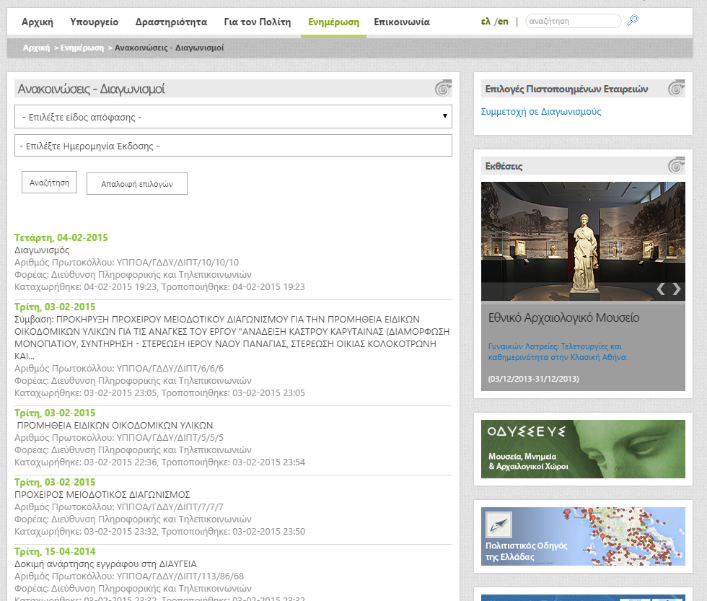 Αρχική Υπουργείο Δραστηριότητα Για τον Πολίτη Ενημέρωση Επικοινωνία ελ /en | αναζήτηση
Αρχική > Ενημέρωση > Ανακοινώσεις - Διαγωνισμοί
Ανακοινώσεις - Διαγωνισμοί
- Επιλέξτε είδος απόφασης -
- Επιλέξτε Ημερομηνία Έκδοσης -
Αναζήτηση Απαλοιφή επιλογών
Τετάρτη, 04-02-2015
Διαγωνισμός
Αριθμός Πρωτοκόλλου: ΥΠΠΟΑ/ΓΔΔΥ/ΔΙΠΤ/10/10/10
Φορέας: Διεύθυνση Πληροφορικής και Τηλεπικοινωνιών
Καταχωρήθηκε: 04-02-2015 19:23, Τροποποιήθηκε: 04-02-2015 19:23
Τρίτη, 03-02-2015
Σύμβαση: ΠΡΟΚΗΡΥΞΗ ΠΡΟΧΕΙΡΟΥ ΜΕΙΟΔΟΤΙΚΟΥ ΔΙΑΓΩΝΙΣΜΟΥ ΓΙΑ ΤΗΝ ΠΡΟΜΗΘΕΙΑ ΕΙΔΙΚΩΝ
ΟΙΚΟΔΟΜΙΚΩΝ ΥΛΙΚΩΝ ΓΙΑ ΤΙΣ ΑΝΑΓΚΕΣ ΤΟΥ ΕΡΓΟΥ "ΑΝΑΔΕΙΞΗ ΚΑΣΤΡΟΥ ΚΑΡΥΤΑΙΝΑΣ (ΔΙΑΜΟΡΦΩΣΗ
ΜΟΝΟΠΑΤΙΟΥ, ΣΥΝΤΗΡΗΣΗ - ΣΤΕΡΕΩΣΗ ΙΕΡΟΥ ΝΑΟΥ ΠΑΝΑΓΙΑΣ, ΣΤΕΡΕΩΣΗ ΟΙΚΙΑΣ ΚΟΛΟΚΟΤΡΩΝΗ
ΚΑΙ...
Αριθμός Πρωτοκόλλου: ΥΠΠΟΑ/ΓΔΔΥ/ΔΙΠΤ/6/6/6
Φορέας: Διεύθυνση Πληροφορικής και Τηλεπικοινωνιών
Καταχωρήθηκε: 03-02-2015 23:05, Τροποποιήθηκε: 03-02-2015 23:05
Τρίτη, 03-02-2015
ΠΡΟΜΗΘΕΙΑ ΕΙΔΙΚΩΝ ΟΙΚΟΔΟΜΙΚΩΝ ΥΛΙΚΩΝ
Αριθμός Πρωτοκόλλου: ΥΠΠΟΑ/ΓΔΔΥ/ΔΙΠΤ/5/5/5
Φορέας: Διεύθυνση Πληροφορικής και Τηλεπικοινωνιών
Καταχωρήθηκε: 03-02-2015 22:36, Τροποποιήθηκε: 03-02-2015 23:54
Τρίτη, 03-02-2015
ΠΡΟΧΕΙΡΟΣ ΜΕΙΟΔΟΤΙΚΟΣ ΔΙΑΓΩΝΙΣΜΟΣ
Αριθμός Πρωτοκόλλου: ΥΠΠΟΑ/ΓΔΔΥ/ΔΙΠΤ/7/7/7
Φορέας: Διεύθυνση Πληροφορικής και Τηλεπικοινωνιών
Καταχωρήθηκε: 03-02-2015 23:32, Τροποποιήθηκε: 03-02-2015 23:50
Τρίτη, 15-04-2014
Δοκιμή ανάρτησης εγγράφου στη ΔΙΑΥΓΕΙΑ
Αριθμός Πρωτοκόλλου: ΥΠΠΟΑ/ΓΔΔΥ/ΔΙΠΤ/113/86/68
Φορέας: Διεύθυνση Πληροφορικής και Τηλεπικοινωνιών
Επιλογές Πιστοποιημένων Εταιρειών
Συμμετοχή σε Διαγωνισμούς
Εκθέσεις
Εθνικό Αρχαιολογικό Μουσείο
Γυναικών Λατρείες: Τελετουργίες και
καθημερινότητα στην Κλασική Αθήνα
(03/12/2013-31/12/2013)
ΟΔΥΣΣΕΥΣ
Μουσεία, Μνημεία
& Αρχαιολογικοί Χώροι
Πολιτιστικός Οδηγός
της Ελλάδας